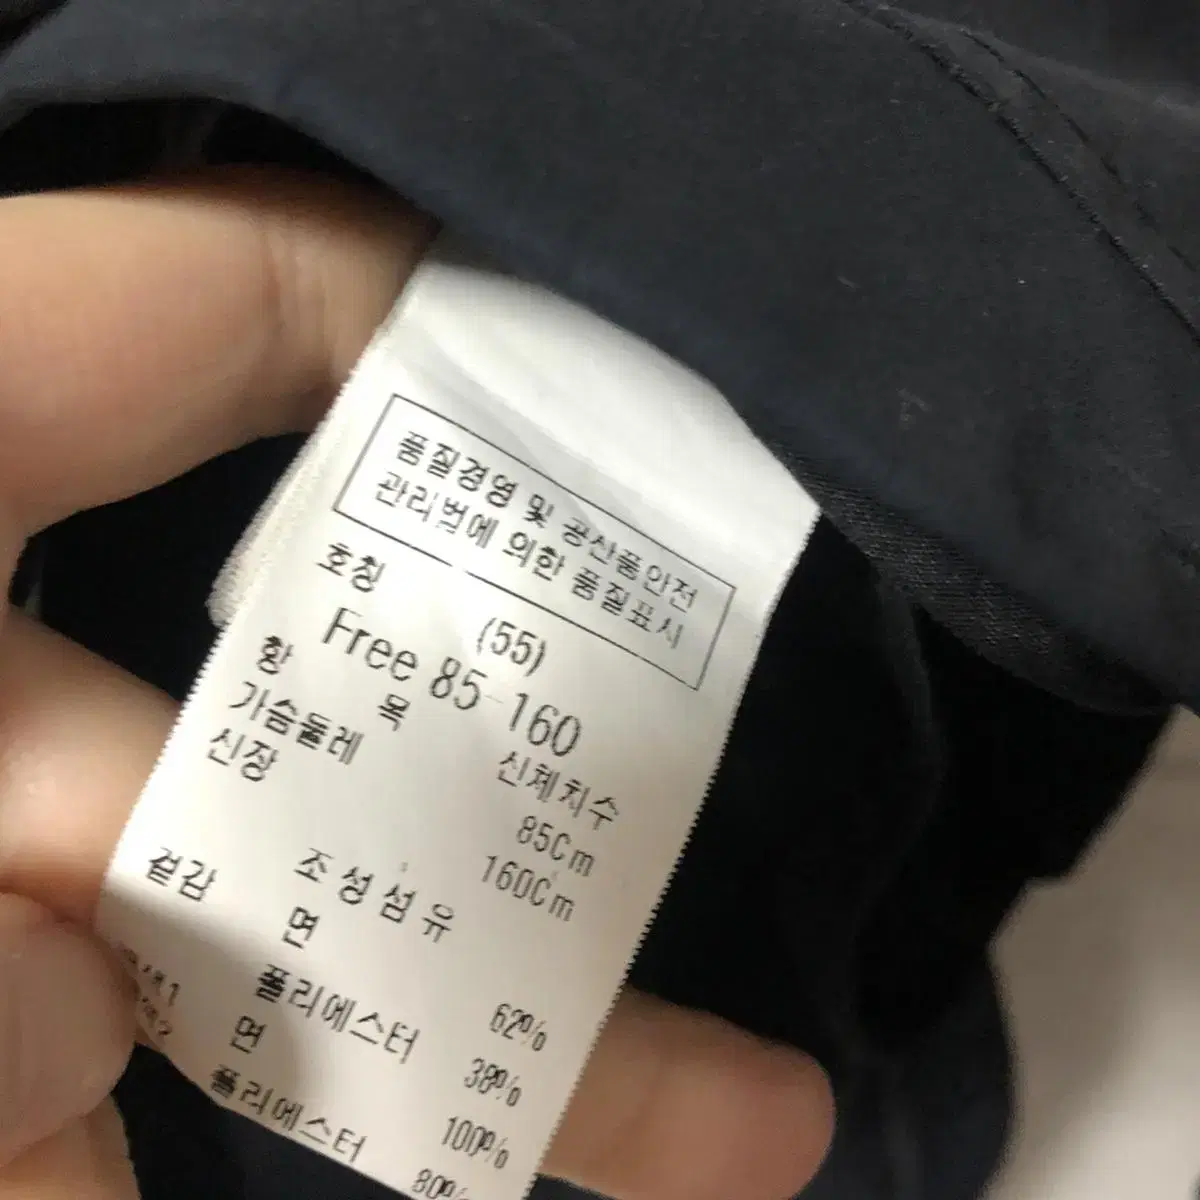 품질경영 및 공산품안전
관리법에 의한 품질표시
호칭
(55)
Free 85-160
항 목 신체치수
가슴둘레 85Cm
신장 160Cm
조성섬유
겉감 면 62%
폴리에스터 38%
면 100%
폴리에스터 80%